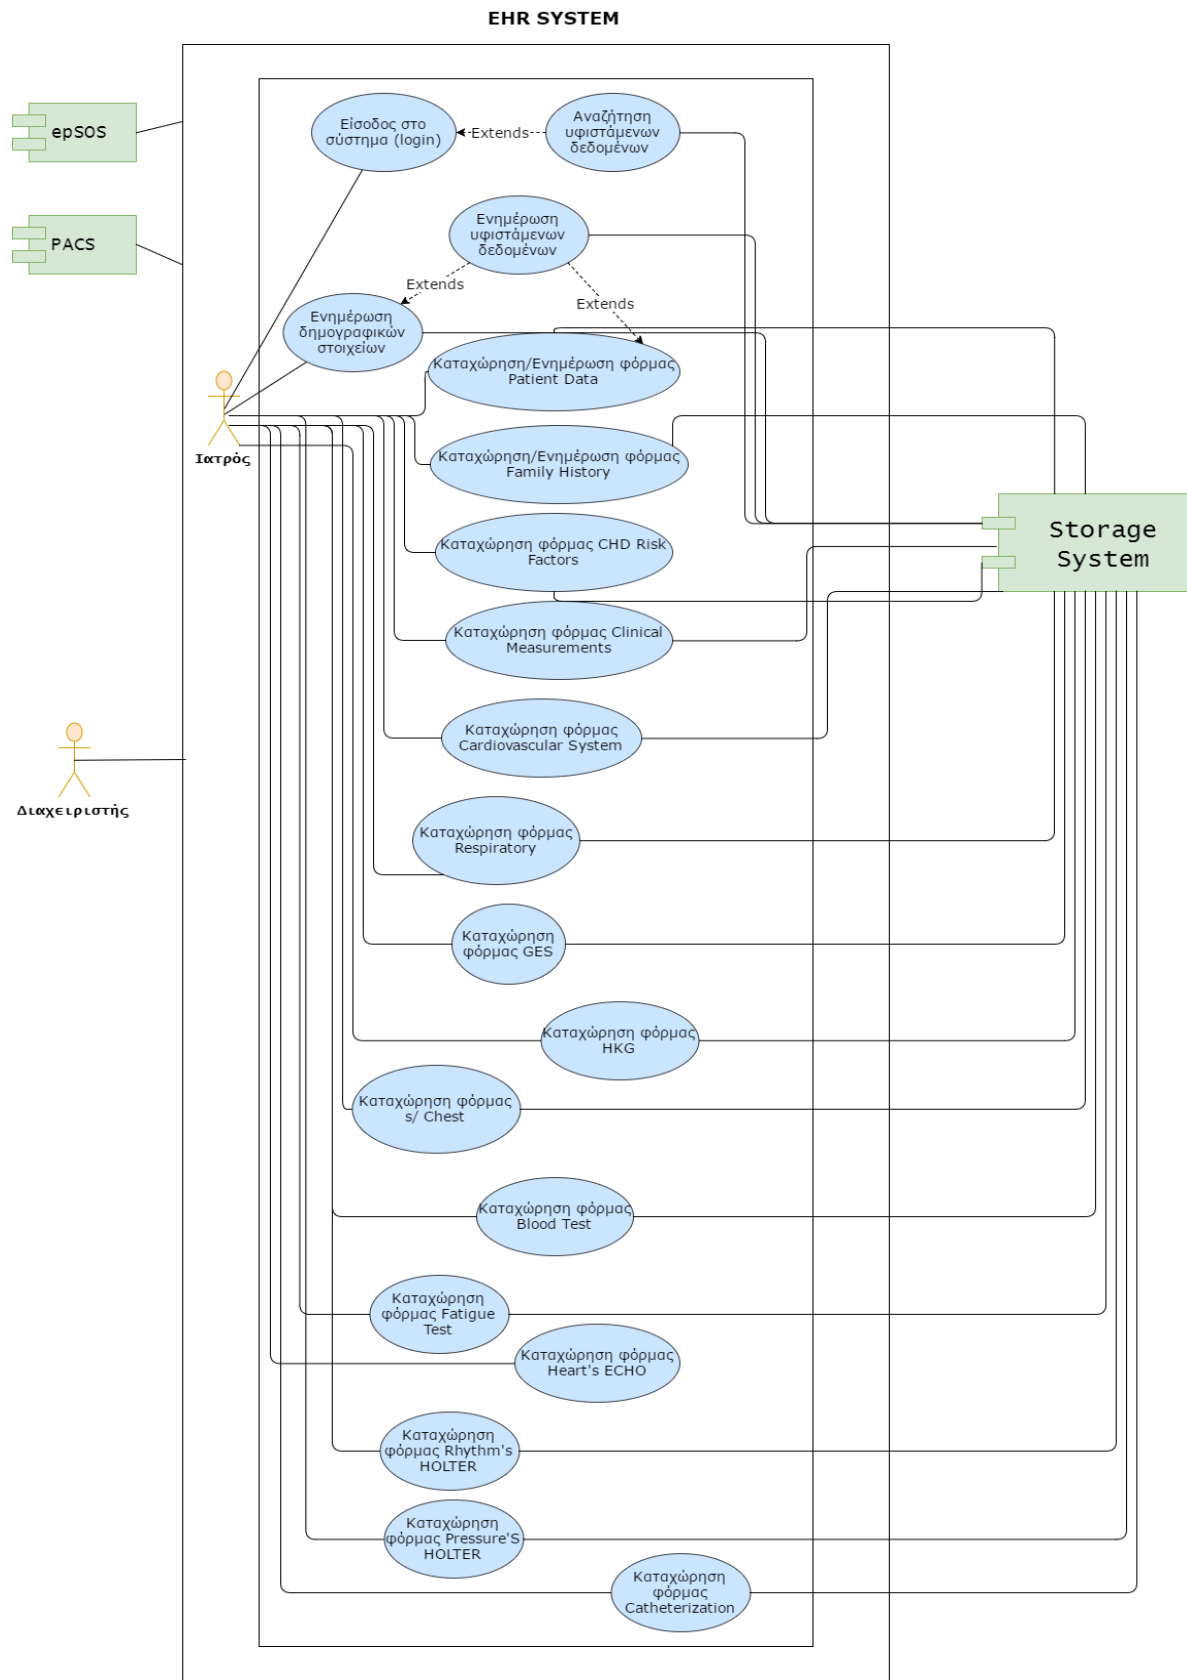 EHR SYSTEM
epSOS
PACS
Είσοδος στο
σύστημα (login)
Extends
Αναζήτηση
υφιστάμενων
δεδομένων
Ενημέρωση
υφιστάμενων
δεδομένων
Extends
Extends
Ενημέρωση
δημογραφικών
στοιχείων
Καταχώρηση/Ενημέρωση φόρμας
Patient Data
Ιατρός
Καταχώρηση/Ενημέρωση φόρμας
Family History
Καταχώρηση φόρμας CHD Risk
Factors
Storage
System
Καταχώρηση φόρμας Clinical
Measurements
Καταχώρηση φόρμας
Cardiovascular System
Διαχειριστής
Καταχώρηση φόρμας
Respiratory
Καταχώρηση
φόρμας GES
Καταχώρηση φόρμας
HKG
Καταχώρηση φόρμας
s/ Chest
Καταχώρηση φόρμας
Blood Test
Καταχώρηση
φόρμας Fatigue
Test
Καταχώρηση φόρμας
Heart's ECHO
Καταχώρηση
φόρμας Rhythm's
HOLTER
Καταχώρηση
φόρμας Pressure'S
HOLTER
Καταχώρηση
φόρμας
Catheterization